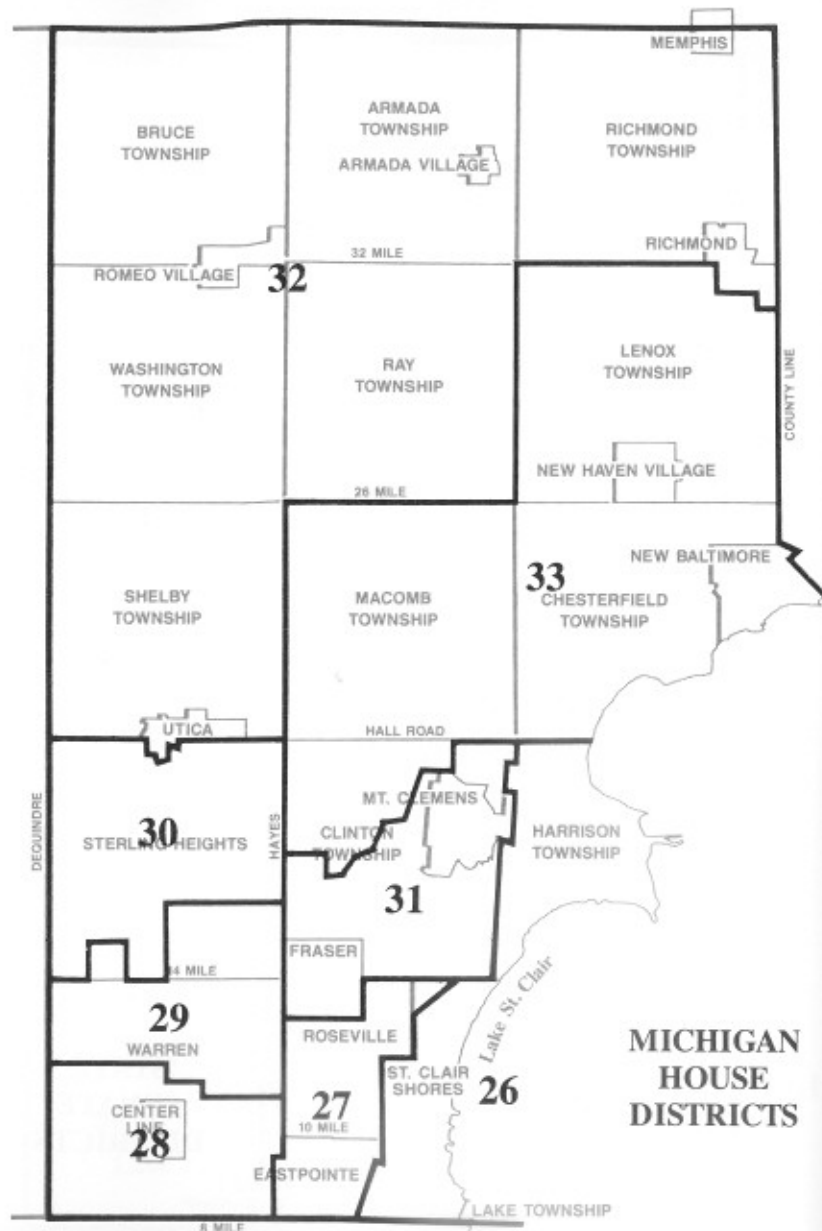 MEMPHIS
BRUCE
TOWNSHIP
ARMADA
TOWNSHIP
RICHMOND
TOWNSHIP
ARMADA VILLAGE
RICHMOND
32 MILE
ROMEO VILLAGE
32
WASHINGTON
TOWNSHIP
RAY
TOWNSHIP
LENOX
TOWNSHIP
COUNTY LINE
NEW HAVEN VILLAGE
26 MILE
NEW BALTIMORE
33
SHELBY
TOWNSHIP
MACOMB
TOWNSHIP
CHESTERFIELD
TOWNSHIP
UTICA
HALL ROAD
MT. CLEMENS
DEQUINDRE
30
STERLING HEIGHTS
HAYES
CLINTON
TOWNSHIP
HARRISON
TOWNSHIP
31
FRASER
14 MILE
29
WARREN
ROSEVILLE
Lake St. Clair
ST. CLAIR
SHORES
26
MICHIGAN
HOUSE
DISTRICTS
CENTER
LINE
28
27
10 MILE
EASTPOINTE
LAKE TOWNSHIP
8 MILE